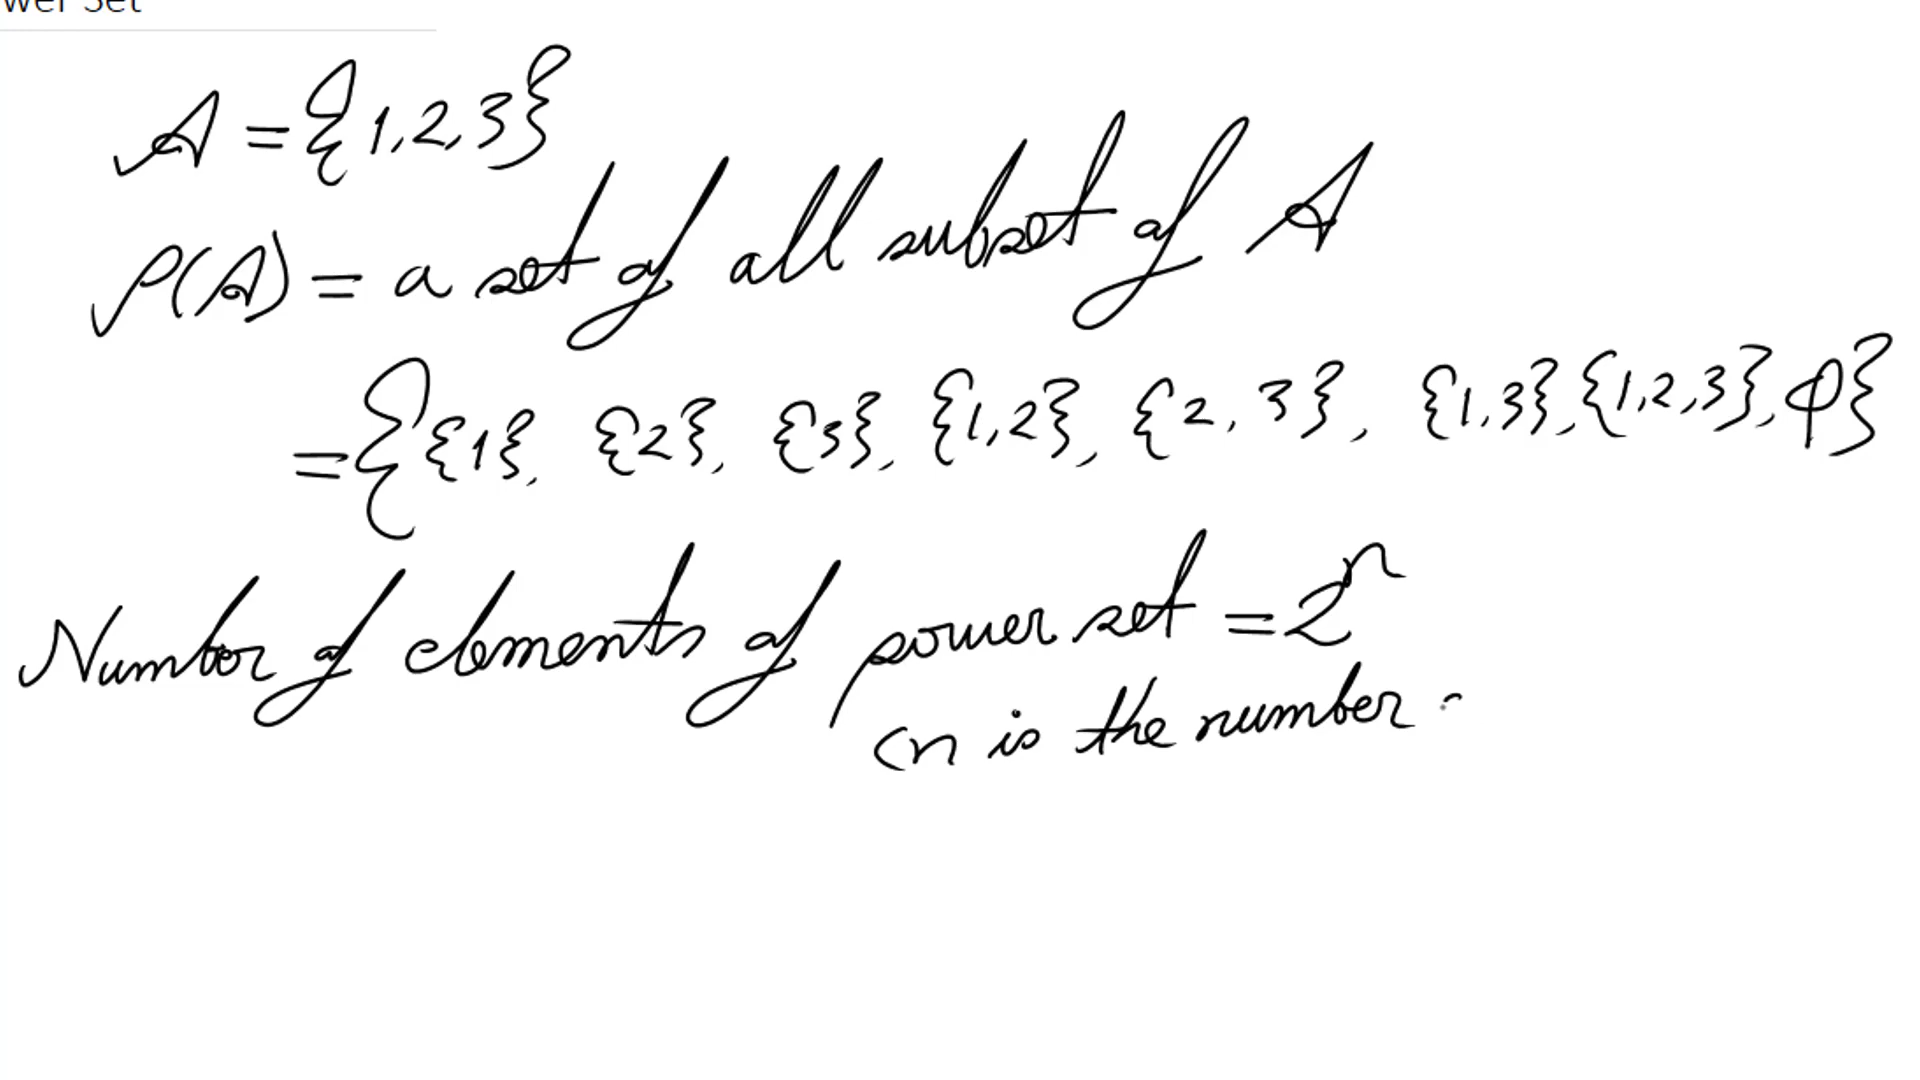 wer Set
A = {1,2,3}
P(A) = a set of all subset of A
= {{1}, {2}, {3}, {1,2}, {2,3}, {1,3}, {1,2,3}, φ}
Number of elements of power set = 2ⁿ
(n is the number